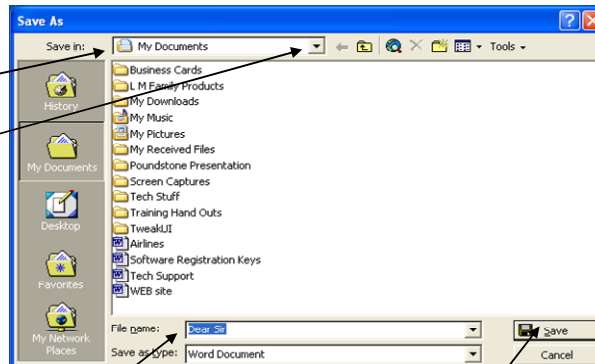 Save As
Save in: My Documents Tools
History
My Documents
Desktop
Favorites
My Network
Places
Business Cards
L M Family Products
My Downloads
My Music
My Pictures
My Received Files
Poundstone Presentation
Screen Captures
Tech Stuff
Training Hand Outs
TweakUI
Airlines
Software Registration Keys
Tech Support
WEB site
File name: Dear Sir Save
Save as type: Word Document Cancel